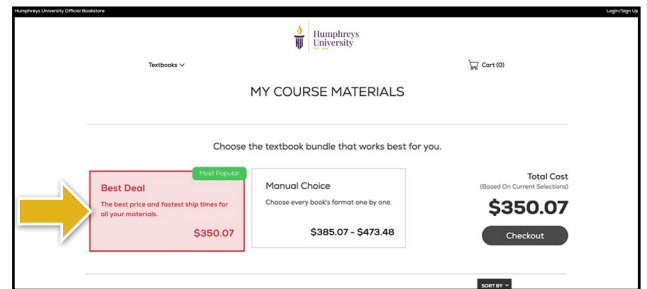 Humphreys University Official Bookstore
Login/Sign Up
Humphreys
University
Textbooks
Cart (0)
MY COURSE MATERIALS
Choose the textbook bundle that works best for you.
Most Popular
Best Deal
The best price and fastest ship times for
all your materials.
$350.07
Manual Choice
Choose every book's format one by one.
$385.07 - $473.48
Total Cost
(Based On Current Selections)
$350.07
Checkout
SORT BY